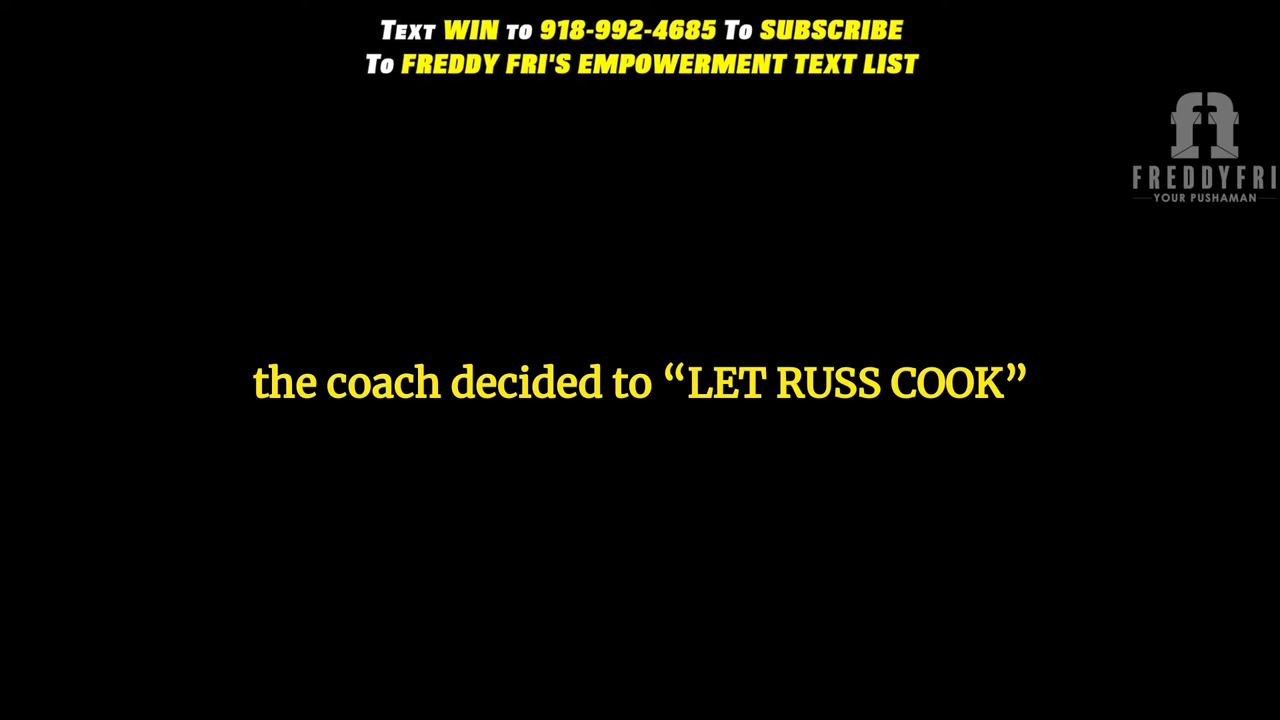 TEXT WIN TO 918-992-4685 TO SUBSCRIBE
TO FREDDY FRI'S EMPOWERMENT TEXT LIST
FREDDYFRI
YOUR PUSHAMAN
the coach decided to “LET RUSS COOK”